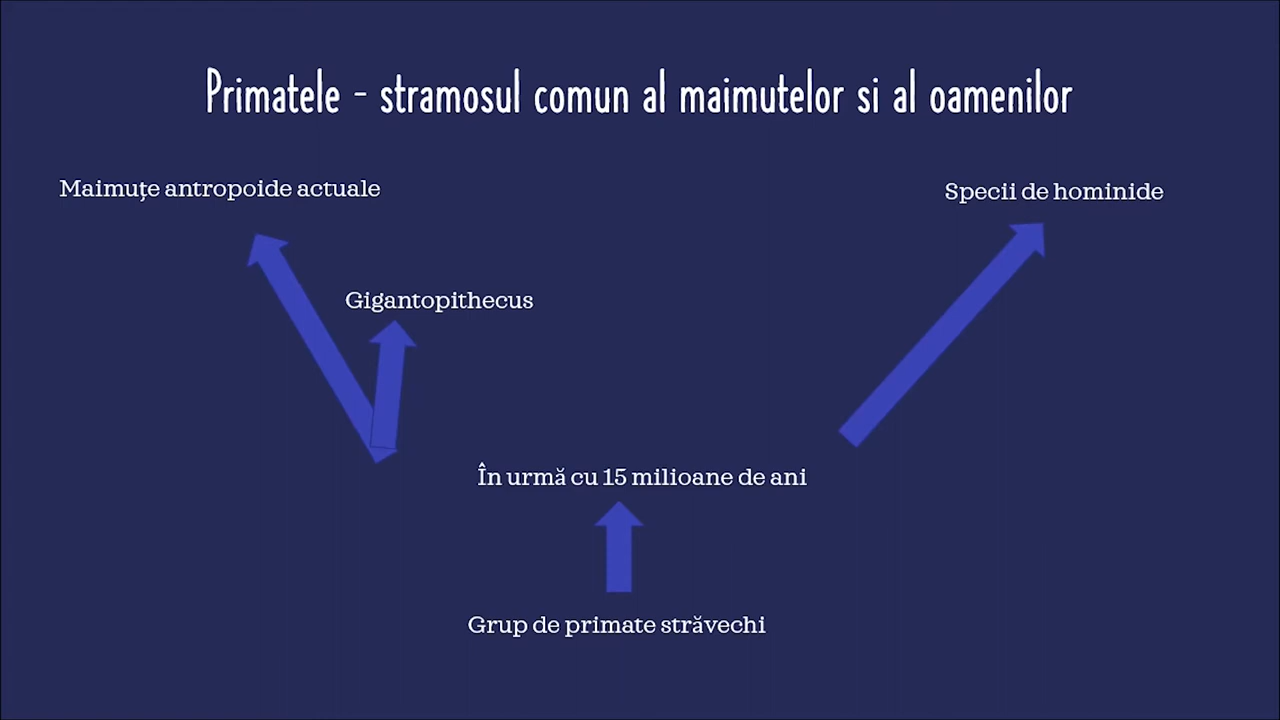 Primatele - stramosul comun al maimutelor si al oamenilor
Maimuțe antropoide actuale
Specii de hominide
Gigantopithecus
În urmă cu 15 milioane de ani
Grup de primate străvechi